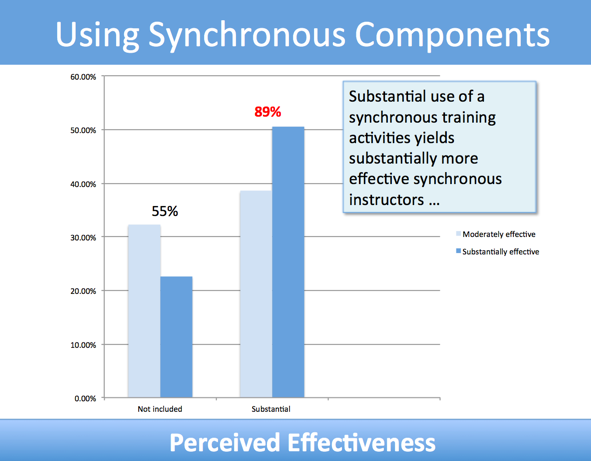 Using Synchronous Components
60.00%
50.00%
40.00%
30.00%
20.00%
10.00%
0.00%
55%
89%
Not included
Substantial
Substantial use of a
synchronous training
activities yields
substantially more
effective synchronous
instructors ...
Moderately effective
Substantially effective
Perceived Effectiveness